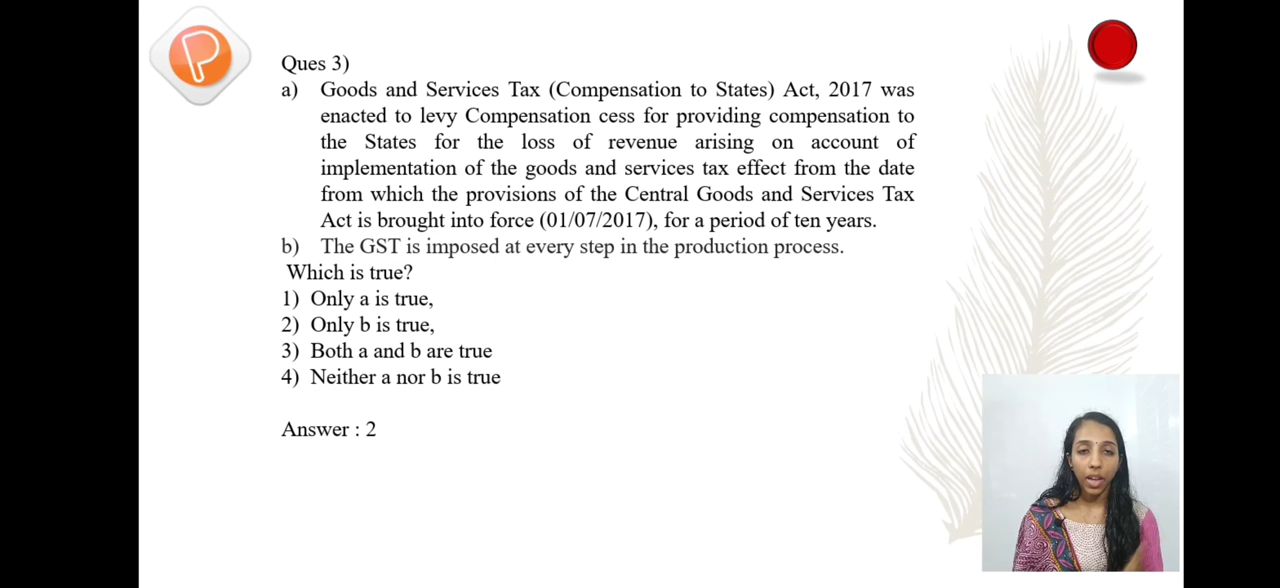 Ques 3)
a) Goods and Services Tax (Compensation to States) Act, 2017 was
enacted to levy Compensation cess for providing compensation to
the States for the loss of revenue arising on account of
implementation of the goods and services tax effect from the date
from which the provisions of the Central Goods and Services Tax
Act is brought into force (01/07/2017), for a period of ten years.
b) The GST is imposed at every step in the production process.
Which is true?
1) Only a is true,
2) Only b is true,
3) Both a and b are true
4) Neither a nor b is true
Answer : 2